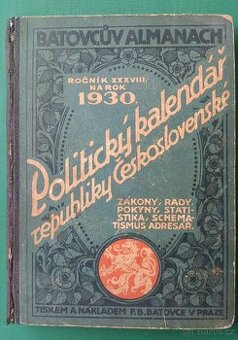 BATOVCŮV ALMANACH
ROČNÍK XXXVIII.
NA ROK
1930.
Politický kalendář
republiky Československé
ZÁKONY, RADY,
POKYNY, STATI-
STIKA, SCHEMA-
TISMUS ADRESÁŘ.
TISKEM A NÁKLADEM F.B. BATOVCE V PRAZE